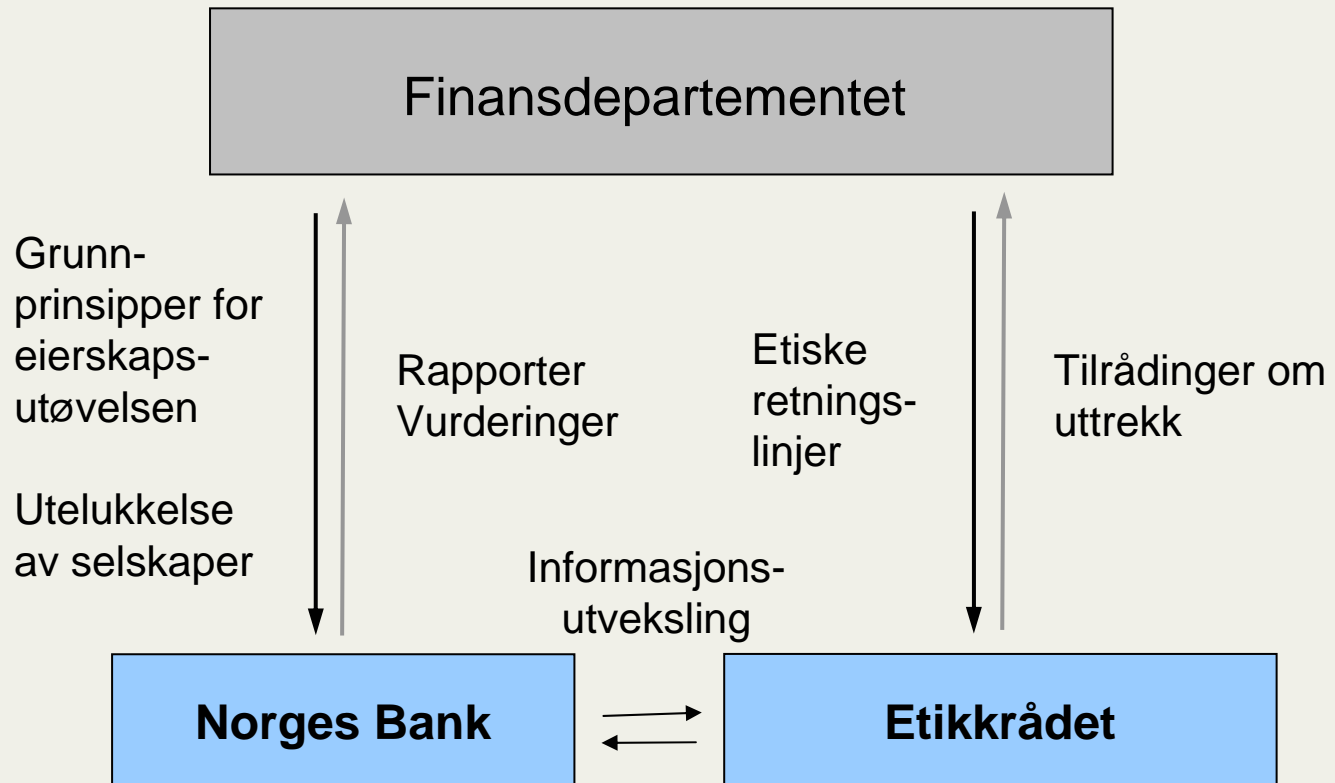 Finansdepartementet
Grunn-
prinsipper for
eierskaps-
utøvelsen
Utelukkelse
av selskaper
Rapporter
Vurderinger
Etiske
retnings-
linjer
Tilrådinger om
uttrekk
Informasjons-
utveksling
Norges Bank
Etikkrådet